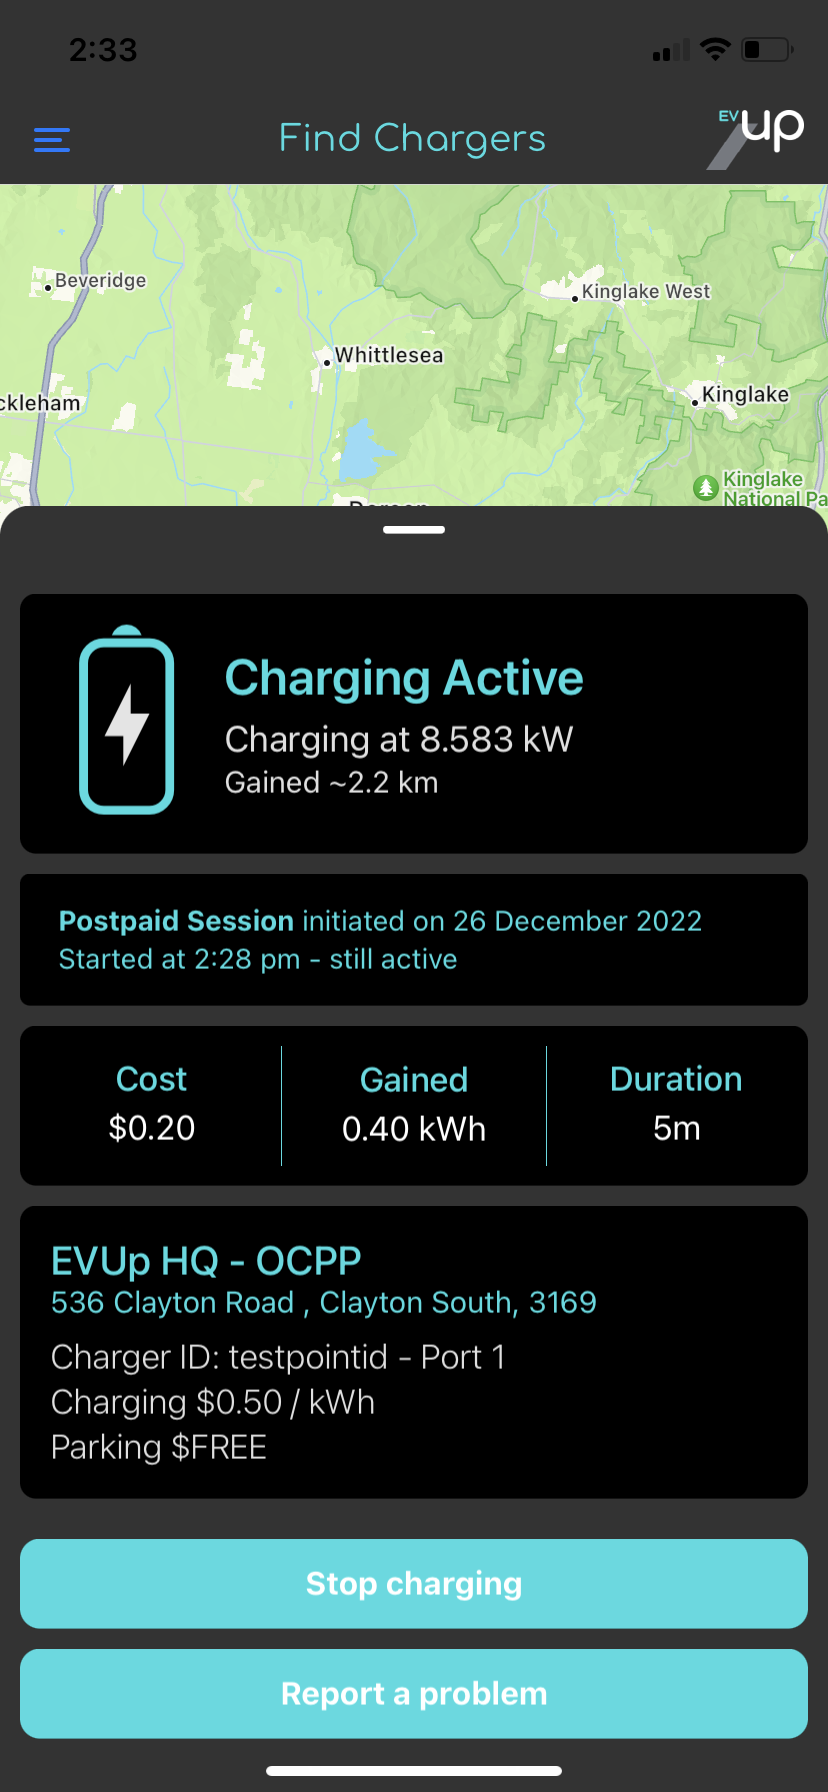 2:33
Find Chargers
EV up
Beveridge
Kinglake West
Whittlesea
Kinglake
ckleham
Kinglake
National Pa
Charging Active
Charging at 8.583 kW
Gained ~2.2 km
Postpaid Session initiated on 26 December 2022
Started at 2:28 pm - still active
Cost Gained Duration
$0.20 0.40 kWh 5m
EVUp HQ - OCPP
536 Clayton Road , Clayton South, 3169
Charger ID: testpointid - Port 1
Charging $0.50 / kWh
Parking $FREE
Stop charging
Report a problem